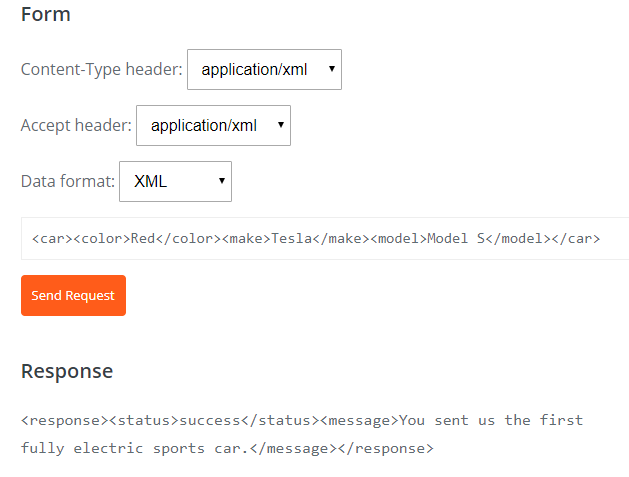 Form
Content-Type header: application/xml
Accept header: application/xml
Data format: XML
<car><color>Red</color><make>Tesla</make><model>Model S</model></car>
Send Request
Response
<response><status>success</status><message>You sent us the first
fully electric sports car.</message></response>